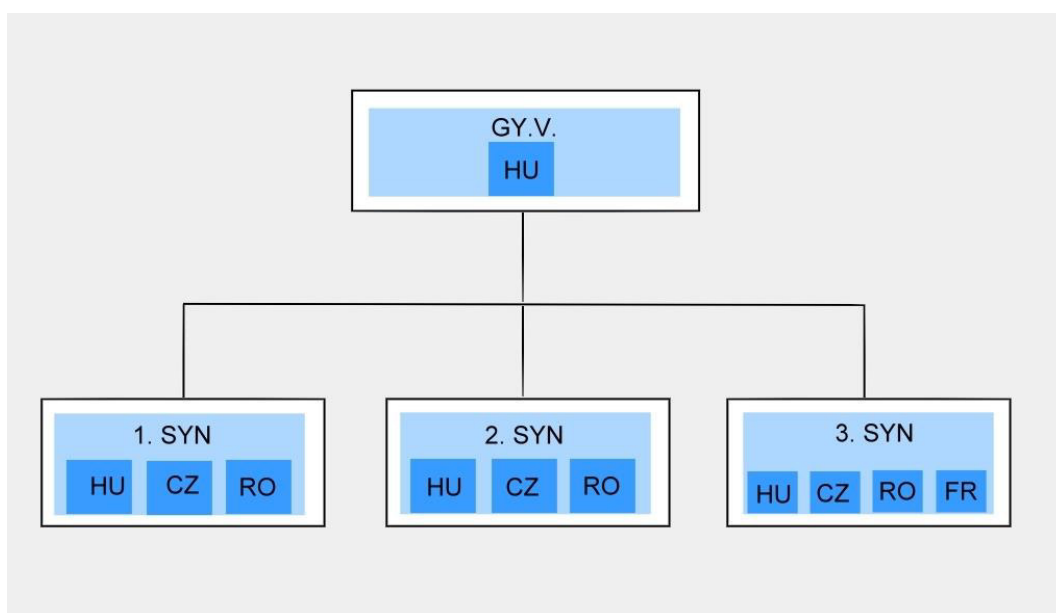 GY.V.
HU
1. SYN
HU CZ RO
2. SYN
HU CZ RO
3. SYN
HU CZ RO FR